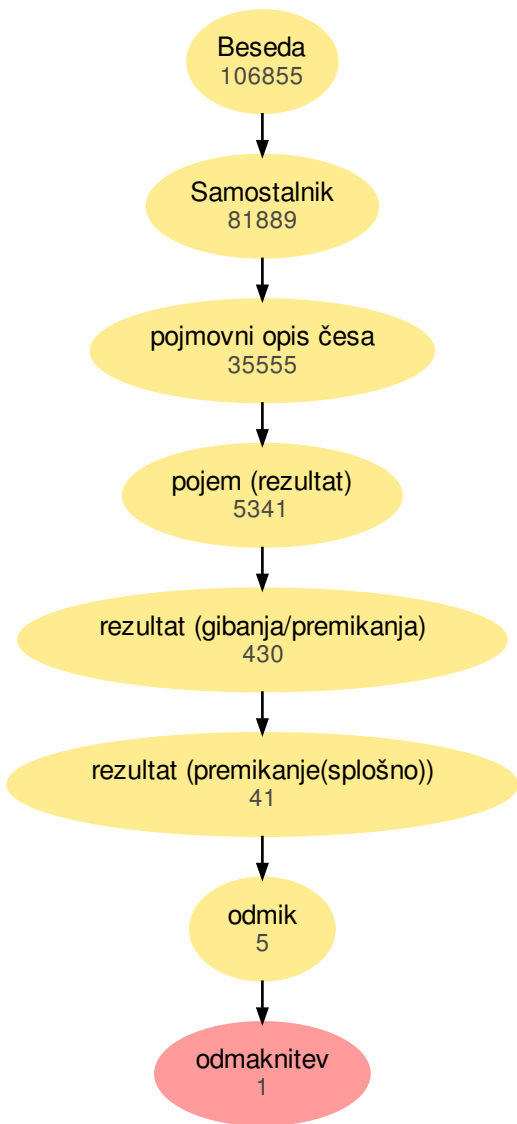 Beseda
106855
Samostalnik
81889
pojmovni opis česa
35555
pojem (rezultat)
5341
rezultat (gibanja/premikanja)
430
rezultat (premikanje(splošno))
41
odmik
5
odmaknitev
1